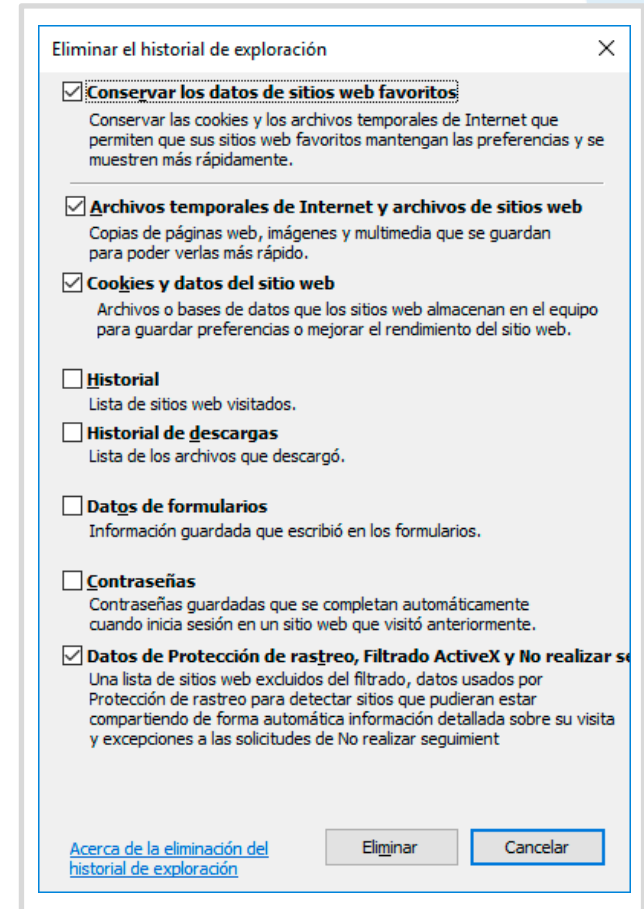 Eliminar el historial de exploración
Conservar los datos de sitios web favoritos
Conservar las cookies y los archivos temporales de Internet que
permiten que sus sitios web favoritos mantengan las preferencias y se
muestren más rápidamente.
Archivos temporales de Internet y archivos de sitios web
Copias de páginas web, imágenes y multimedia que se guardan
para poder verlas más rápido.
Cookies y datos del sitio web
Archivos o bases de datos que los sitios web almacenan en el equipo
para guardar preferencias o mejorar el rendimiento del sitio web.
Historial
Lista de sitios web visitados.
Historial de descargas
Lista de los archivos que descargó.
Datos de formularios
Información guardada que escribió en los formularios.
Contraseñas
Contraseñas guardadas que se completan automáticamente
cuando inicia sesión en un sitio web que visitó anteriormente.
Datos de Protección de rastreo, Filtrado ActiveX y No realizar se
Una lista de sitios web excluidos del filtrado, datos usados por
Protección de rastreo para detectar sitios que pudieran estar
compartiendo de forma automática información detallada sobre su visita
y excepciones a las solicitudes de No realizar seguimient
Acerca de la eliminación del
historial de exploración
Eliminar
Cancelar